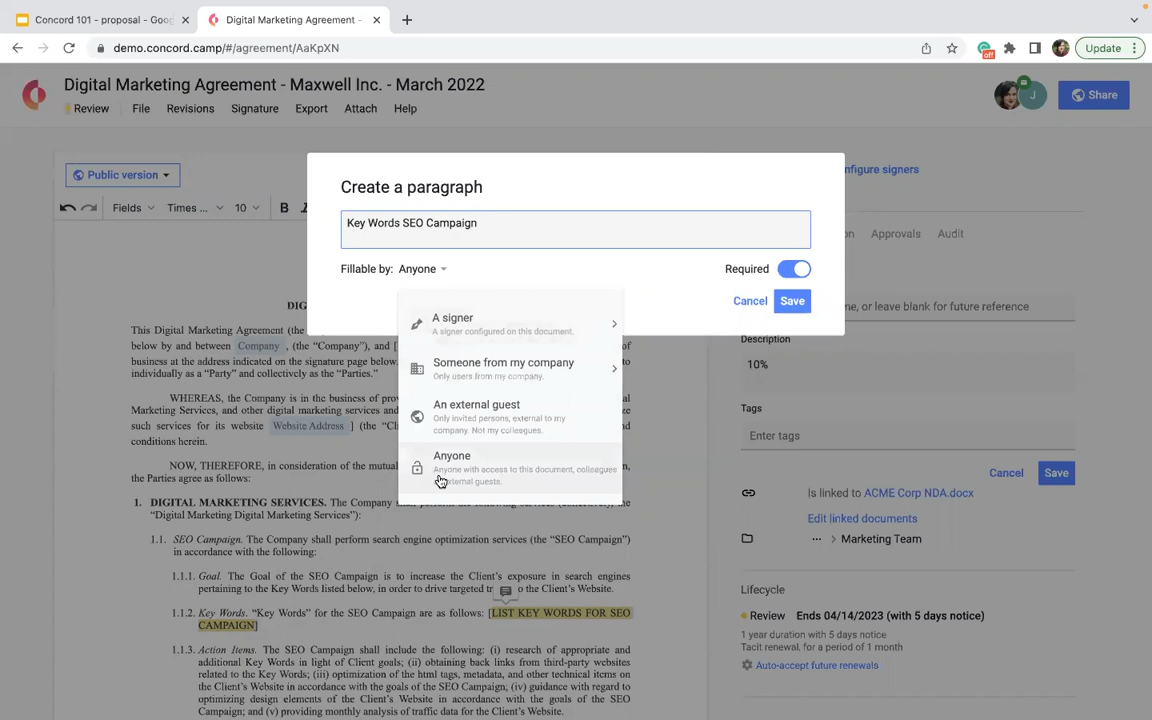 Concord 101 - proposal - Goo
Digital Marketing Agreement -
demo.concord.camp/#/agreement/AaKpXN
off
Update
Digital Marketing Agreement - Maxwell Inc. - March 2022
Review File Revisions Signature Export Attach Help
J
Share
Public version
nfigure signers
Fields Times ... 10 B I
on Approvals Audit
Create a paragraph
Key Words SEO Campaign
Fillable by: Anyone
Required
Cancel Save
A signer
A signer configured on this document.
Someone from my company
Only users from my company.
An external guest
Only invited persons, external to my
company. Not my colleagues.
Anyone
Anyone with access to this document, colleagues
external guests.
DIG
This Digital Marketing Agreement (the
below by and between Company , (the "Company"), and [
business at the address indicated on the signature page below.
individually as a "Party" and collectively as the "Parties."
WHEREAS, the Company is in the business of prov
Marketing Services, and other digital marketing services and
such services for its website Website Address ] (the "Cl
conditions herein.
NOW, THEREFORE, in consideration of the mutual
the Parties agree as follows:
1. DIGITAL MARKETING SERVICES. The Company shall perform the following services (collectively, the
"Digital Marketing Digital Marketing Services"):
1.1. SEO Campaign. The Company shall perform search engine optimization services (the "SEO Campaign")
in accordance with the following:
1.1.1. Goal. The Goal of the SEO Campaign is to increase the Client's exposure in search engines
pertaining to the Key Words listed below, in order to drive targeted tr to the Client's Website.
1.1.2. Key Words. "Key Words" for the SEO Campaign are as follows: [LIST KEY WORDS FOR SEO
CAMPAIGN]
1.1.3. Action Items. The SEO Campaign shall include the following: (i) research of appropriate and
additional Key Words in light of Client goals; (ii) obtaining back links from third-party websites
related to the Key Words; (iii) optimization of the html tags, metadata, and other technical items on
the Client's Website in accordance with the goals of the SEO Campaign; (iv) guidance with regard to
optimizing design elements of the Client's Website in accordance with the goals of the SEO
Campaign; and (v) providing monthly analysis of traffic data for the Client's Website.
me, or leave blank for future reference
Description
10%
Tags
Enter tags
Cancel Save
Is linked to ACME Corp NDA.docx
Edit linked documents
... > Marketing Team
Lifecycle
Review Ends 04/14/2023 (with 5 days notice)
1 year duration with 5 days notice
Tacit renewal, for a period of 1 month
Auto-accept future renewals